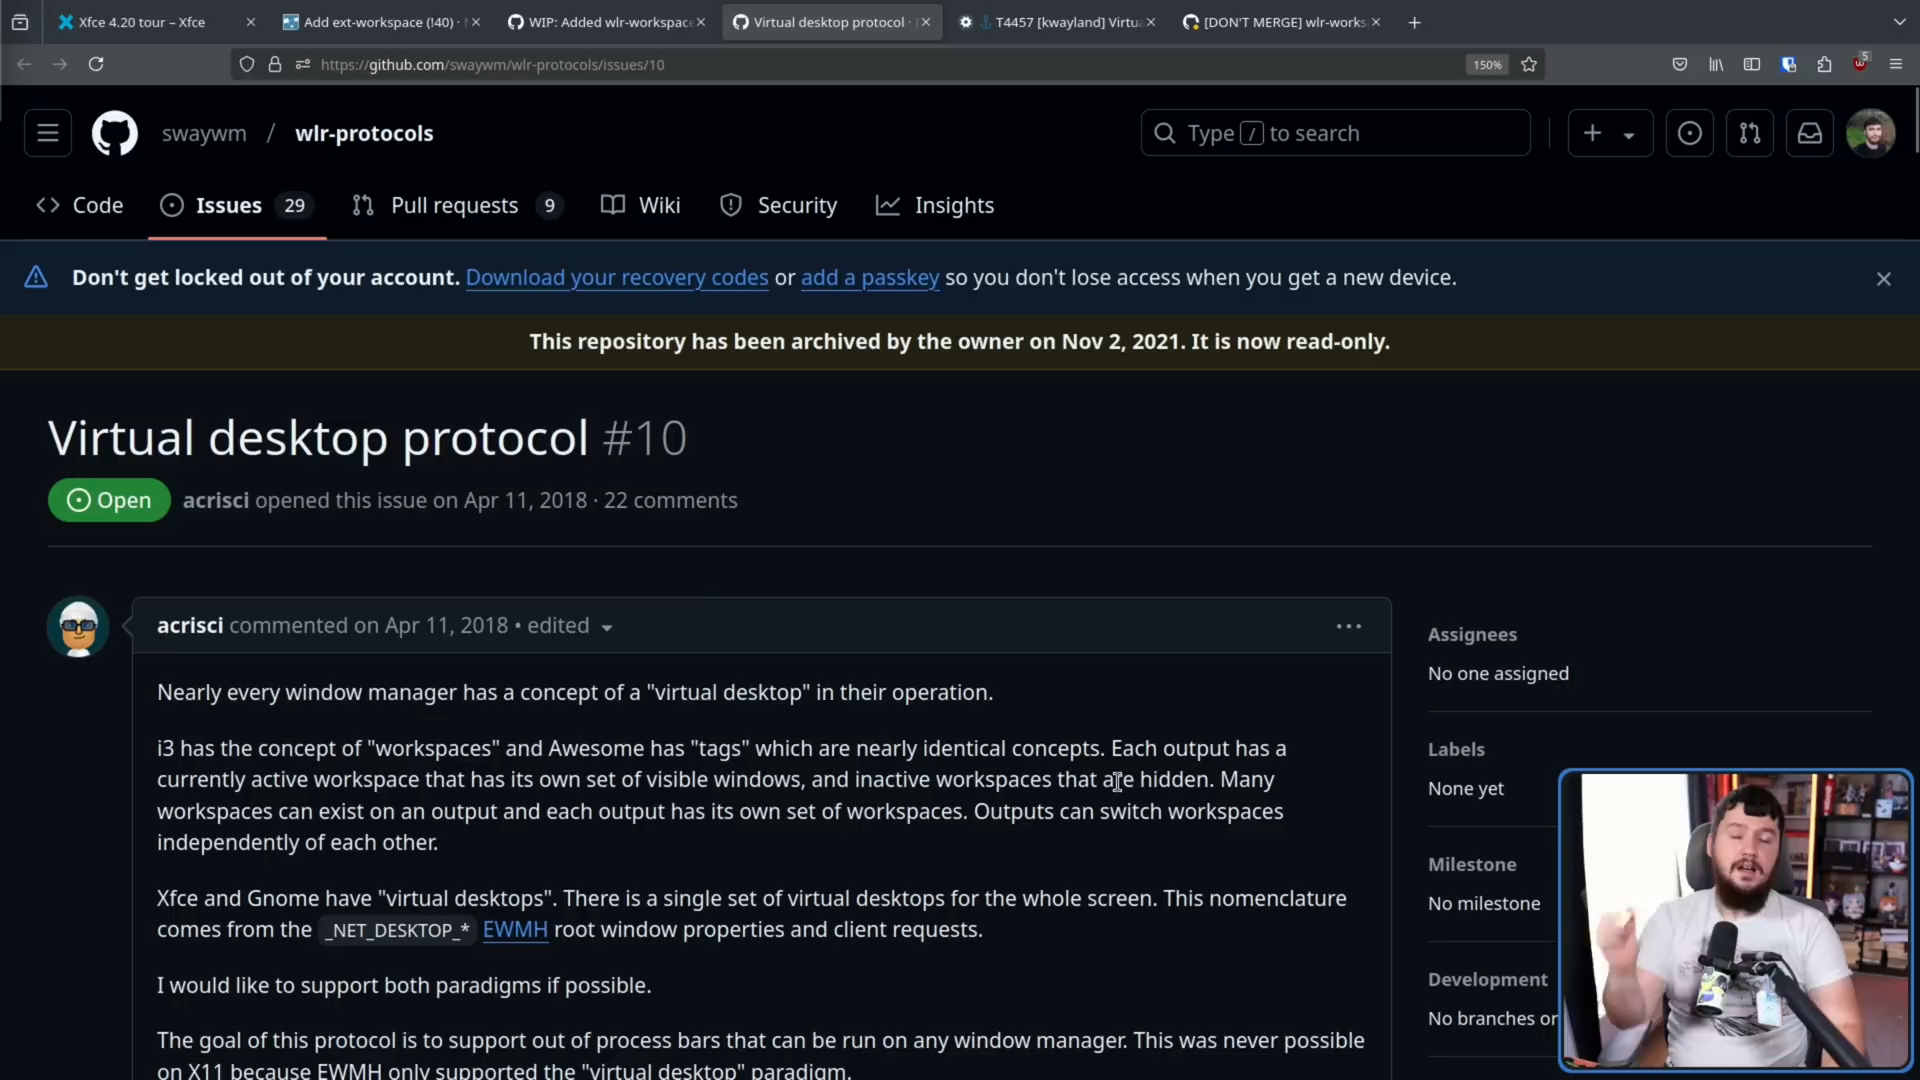 Xfce 4.20 tour – Xfce
Add ext-workspace (!40) ·
WIP: Added wlr-workspace
Virtual desktop protocol ·
T4457 [kwayland] Virtu
[DON'T MERGE] wlr-works
https://github.com/swaywm/wlr-protocols/issues/10
150%
5
swaywm / wlr-protocols
Type / to search
Code
Issues 29
Pull requests 9
Wiki
Security
Insights
Don't get locked out of your account. Download your recovery codes or add a passkey so you don't lose access when you get a new device.
This repository has been archived by the owner on Nov 2, 2021. It is now read-only.
Virtual desktop protocol #10
Open
acrisci opened this issue on Apr 11, 2018 · 22 comments
acrisci commented on Apr 11, 2018 • edited
Nearly every window manager has a concept of a "virtual desktop" in their operation.
i3 has the concept of "workspaces" and Awesome has "tags" which are nearly identical concepts. Each output has a
currently active workspace that has its own set of visible windows, and inactive workspaces that are hidden. Many
workspaces can exist on an output and each output has its own set of workspaces. Outputs can switch workspaces
independently of each other.
Xfce and Gnome have "virtual desktops". There is a single set of virtual desktops for the whole screen. This nomenclature
comes from the _NET_DESKTOP_* EWMH root window properties and client requests.
I would like to support both paradigms if possible.
The goal of this protocol is to support out of process bars that can be run on any window manager. This was never possible
on X11 because EWMH only supported the "virtual desktop" paradigm.
Assignees
No one assigned
Labels
None yet
Milestone
No milestone
Development
No branches or